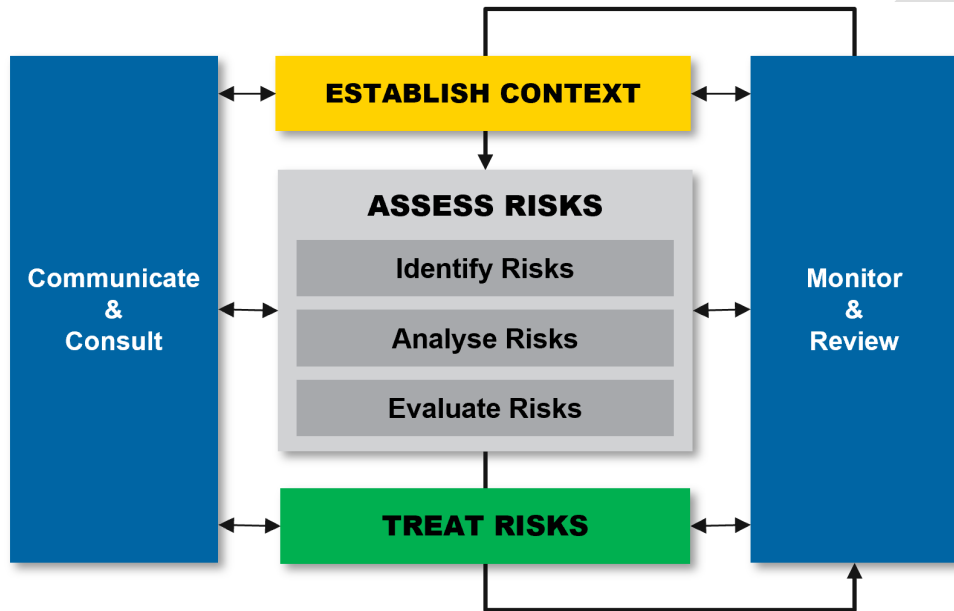 ESTABLISH CONTEXT
ASSESS RISKS
Identify Risks
Analyse Risks
Evaluate Risks
TREAT RISKS
Communicate
&
Consult
Monitor
&
Review